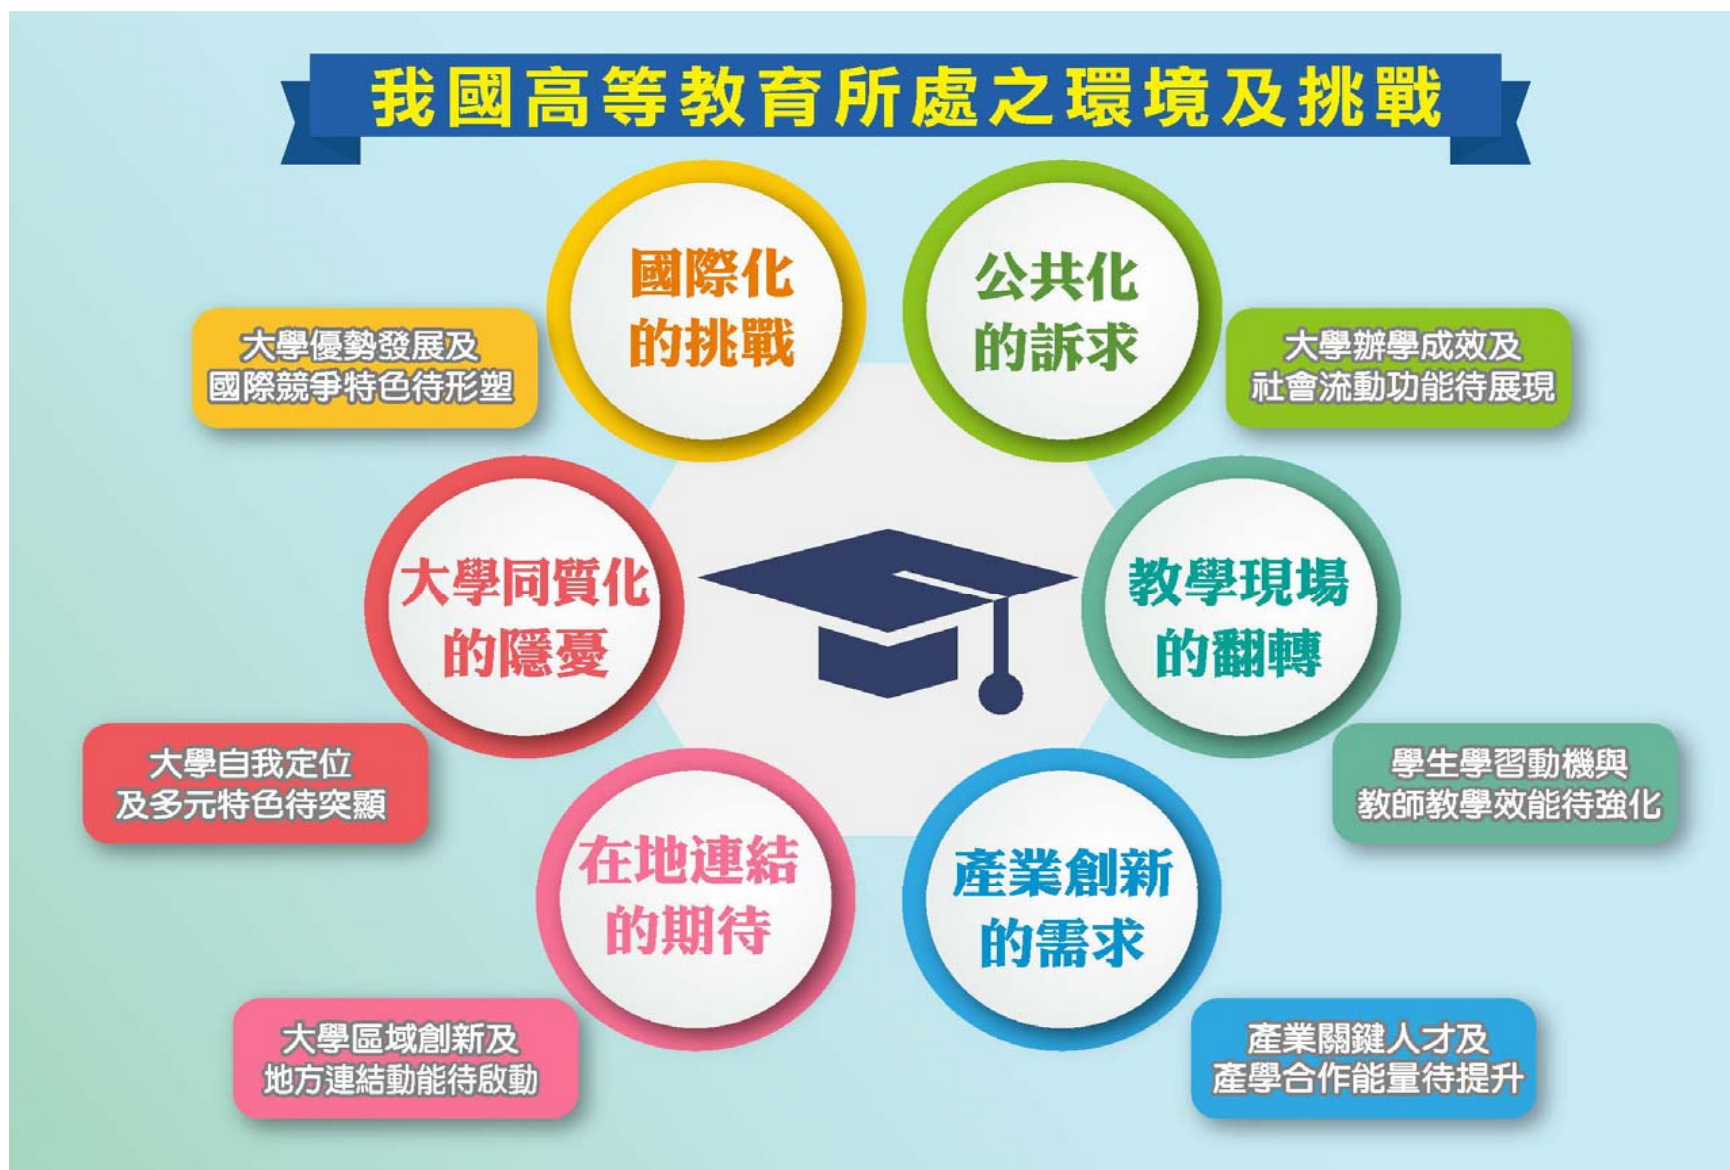 我國高等教育所處之環境及挑戰
國際化
的挑戰
大學優勢發展及
國際競爭特色待形塑
公共化
的訴求
大學辦學成效及
社會流動功能待展現
大學同質化
的隱憂
大學自我定位
及多元特色待突顯
教學現場
的翻轉
學生學習動機與
教師教學效能待強化
在地連結
的期待
大學區域創新及
地方連結動能待啟動
產業創新
的需求
產業關鍵人才及
產學合作能量待提升